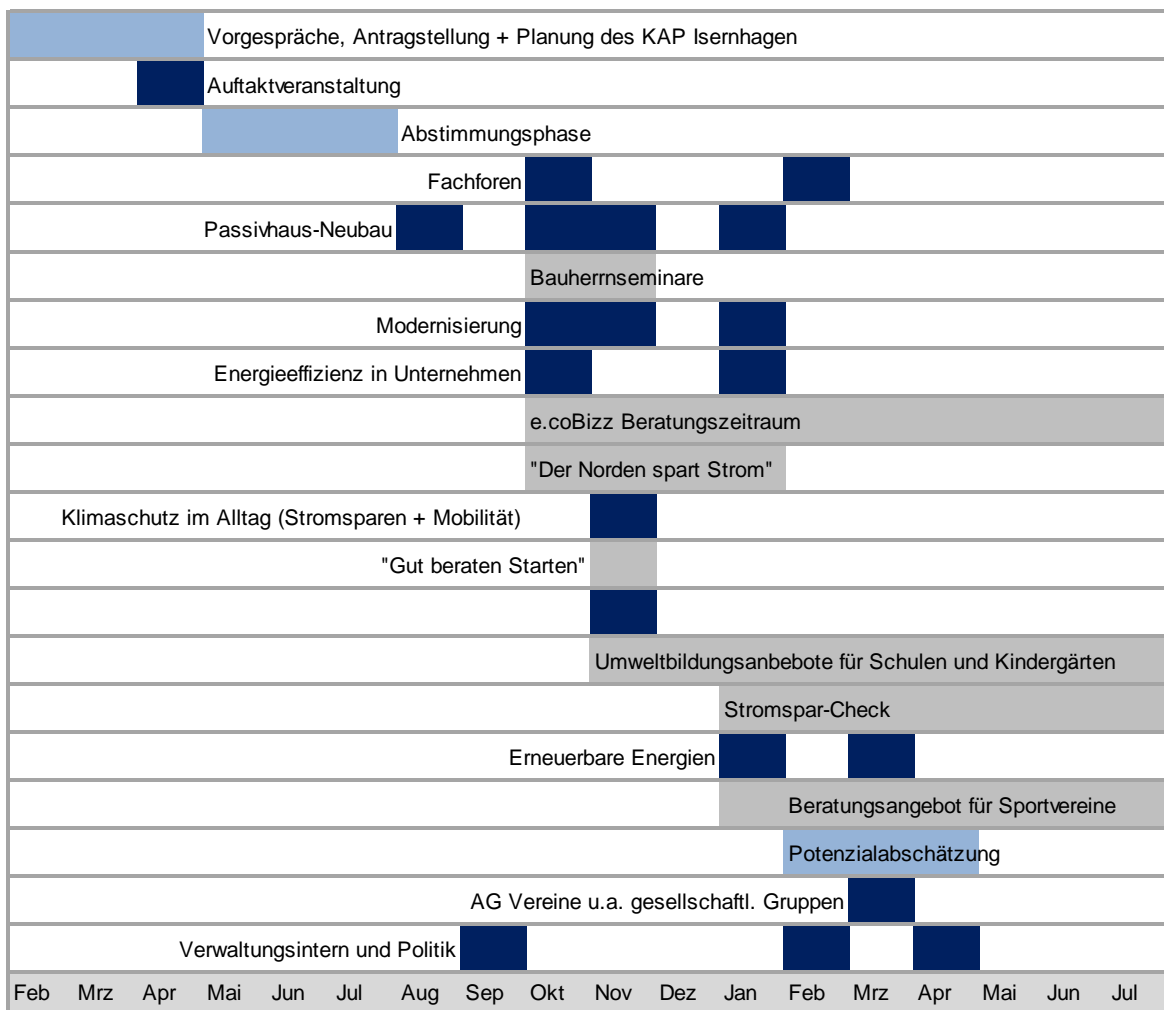 Vorgespräche, Antragstellung + Planung des KAP Isernhagen
Auftaktveranstaltung
Abstimmungsphase
Fachforen
Passivhaus-Neubau
Bauherrnseminare
Modernisierung
Energieeffizienz in Unternehmen
e.coBizz Beratungszeitraum
"Der Norden spart Strom"
Klimaschutz im Alltag (Stromsparen + Mobilität)
"Gut beraten Starten"
Umweltbildungsanbebote für Schulen und Kindergärten
Stromspar-Check
Erneuerbare Energien
Beratungsangebot für Sportvereine
Potenzialabschätzung
AG Vereine u.a. gesellschaftl. Gruppen
Verwaltungsintern und Politik
Feb Mrz Apr Mai Jun Jul Aug Sep Okt Nov Dez Jan Feb Mrz Apr Mai Jun Jul